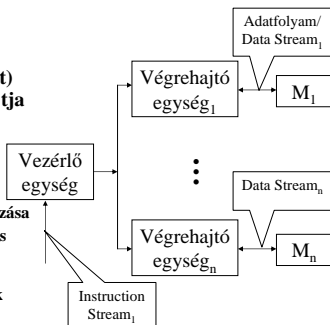 t)
tja
zása
s
k
Vezérlő
egység
Instruction
Stream₁
Végrehajtó
egység₁
⋮
Végrehajtó
egységₙ
Adatfolyam/
Data Stream₁
M₁
Data Streamₙ
Mₙ